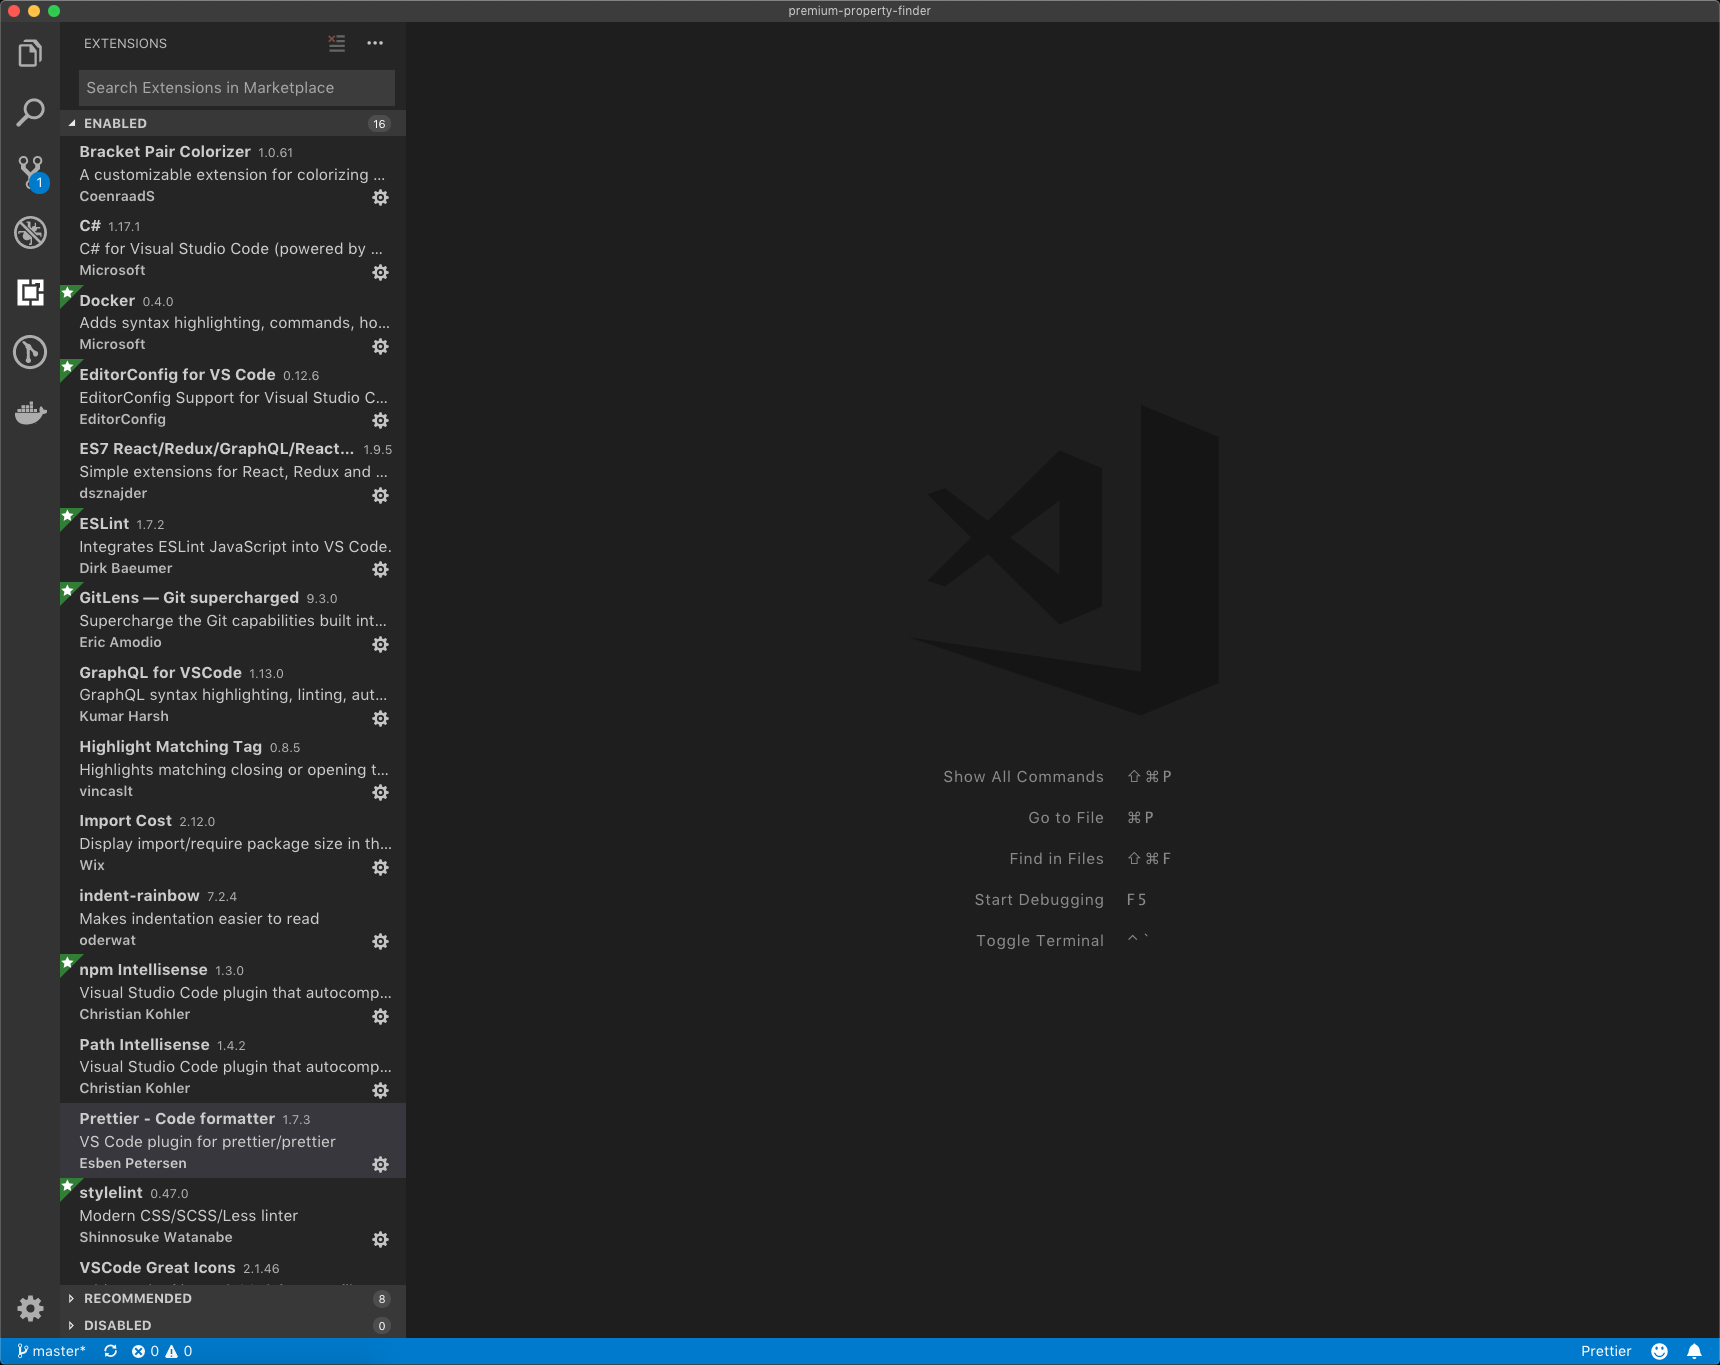 premium-property-finder
EXTENSIONS
Search Extensions in Marketplace
ENABLED 16
Bracket Pair Colorizer 1.0.61
A customizable extension for colorizing ...
CoenraadS
C# 1.17.1
C# for Visual Studio Code (powered by ...
Microsoft
Docker 0.4.0
Adds syntax highlighting, commands, ho...
Microsoft
EditorConfig for VS Code 0.12.6
EditorConfig Support for Visual Studio C...
EditorConfig
ES7 React/Redux/GraphQL/React... 1.9.5
Simple extensions for React, Redux and ...
dsznajder
ESLint 1.7.2
Integrates ESLint JavaScript into VS Code.
Dirk Baeumer
GitLens — Git supercharged 9.3.0
Supercharge the Git capabilities built int...
Eric Amodio
GraphQL for VSCode 1.13.0
GraphQL syntax highlighting, linting, aut...
Kumar Harsh
Highlight Matching Tag 0.8.5
Highlights matching closing or opening t...
vincaslt
Import Cost 2.12.0
Display import/require package size in th...
Wix
indent-rainbow 7.2.4
Makes indentation easier to read
oderwat
npm Intellisense 1.3.0
Visual Studio Code plugin that autocomp...
Christian Kohler
Path Intellisense 1.4.2
Visual Studio Code plugin that autocomp...
Christian Kohler
Prettier - Code formatter 1.7.3
VS Code plugin for prettier/prettier
Esben Petersen
stylelint 0.47.0
Modern CSS/SCSS/Less linter
Shinnosuke Watanabe
VSCode Great Icons 2.1.46
RECOMMENDED 8
DISABLED 0
1
Show All Commands ⇧⌘P
Go to File ⌘P
Find in Files ⇧⌘F
Start Debugging F5
Toggle Terminal ^`
master* 0 0 Prettier